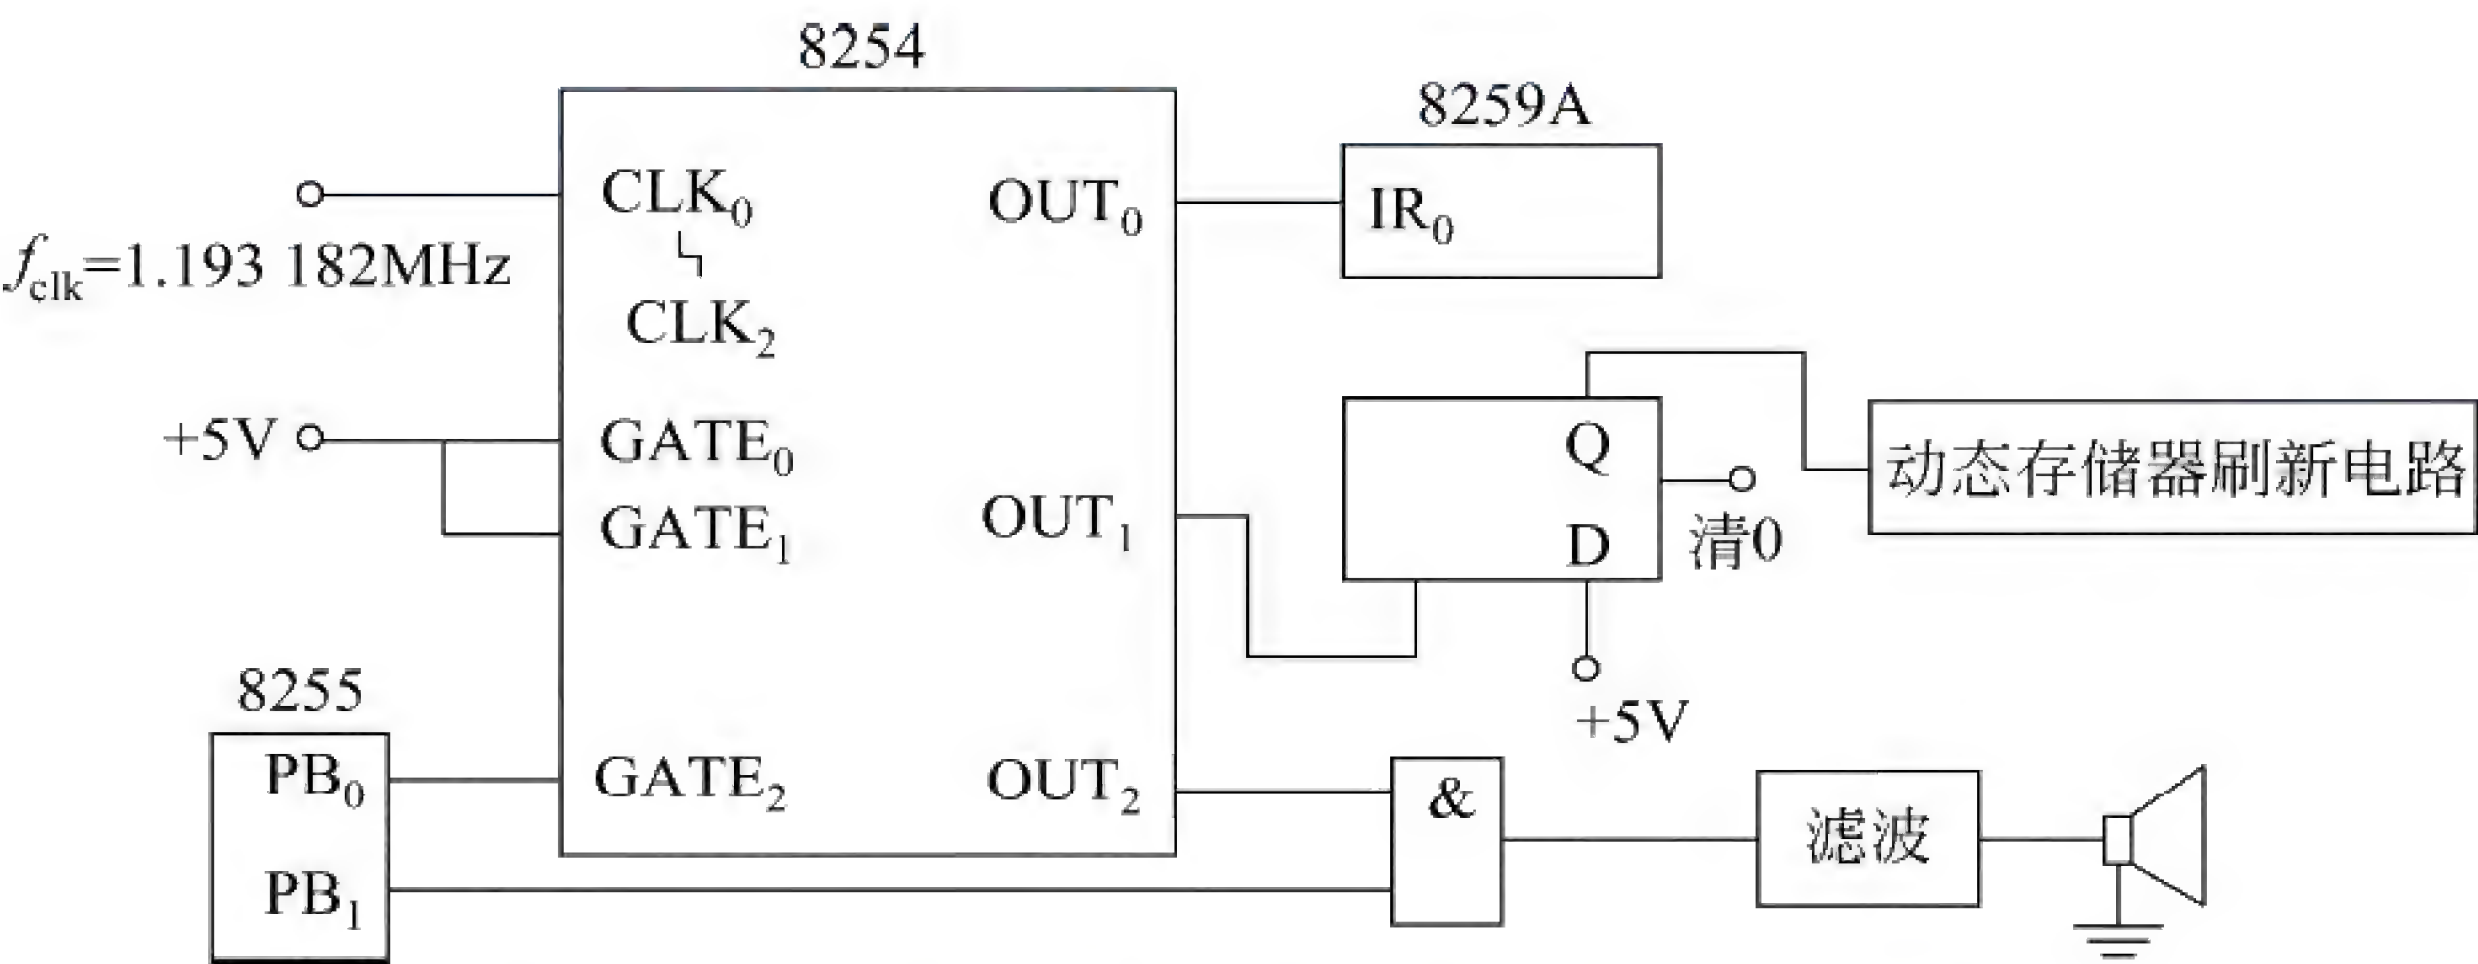 8254
8259A
CLK₀
OUT₀
IR₀
f_clk=1.193 182MHz
CLK₂
+5V
GATE₀
Q
动态存储器刷新电路
GATE₁
OUT₁
D
清0
+5V
8255
PB₀
GATE₂
OUT₂
&
滤波
PB₁